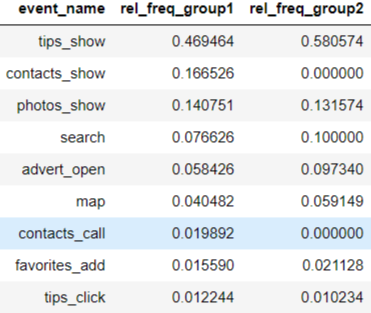 event_name rel_freq_group1 rel_freq_group2
tips_show 0.469464 0.580574
contacts_show 0.166526 0.000000
photos_show 0.140751 0.131574
search 0.076626 0.100000
advert_open 0.058426 0.097340
map 0.040482 0.059149
contacts_call 0.019892 0.000000
favorites_add 0.015590 0.021128
tips_click 0.012244 0.010234